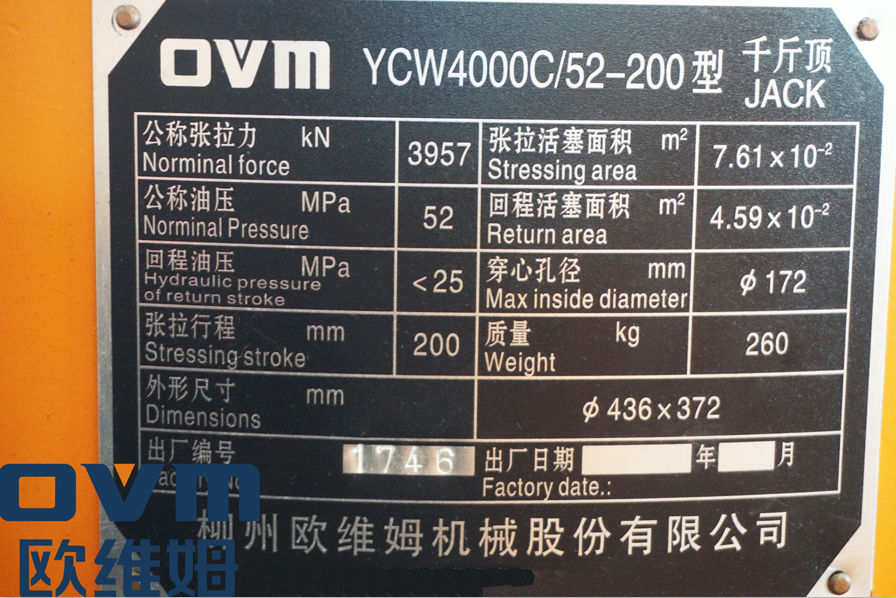 OVM YCW4000C/52-200型 千斤顶
JACK
公称张拉力 kN
Norminal force
3957
张拉活塞面积 m²
Stressing area
7.61×10⁻²
公称油压 MPa
Norminal Pressure
52
回程活塞面积 m²
Return area
4.59×10⁻²
回程油压 MPa
Hydraulic pressure
of return stroke
<25
穿心孔径 mm
Max inside diameter
ϕ172
张拉行程 mm
Stressing stroke
200
质量 kg
Weight
260
外形尺寸 mm
Dimensions
ϕ436×372
出厂编号
1746
出厂日期 年 月
Factory date.:
柳州欧维姆机械股份有限公司
OVM
欧维姆